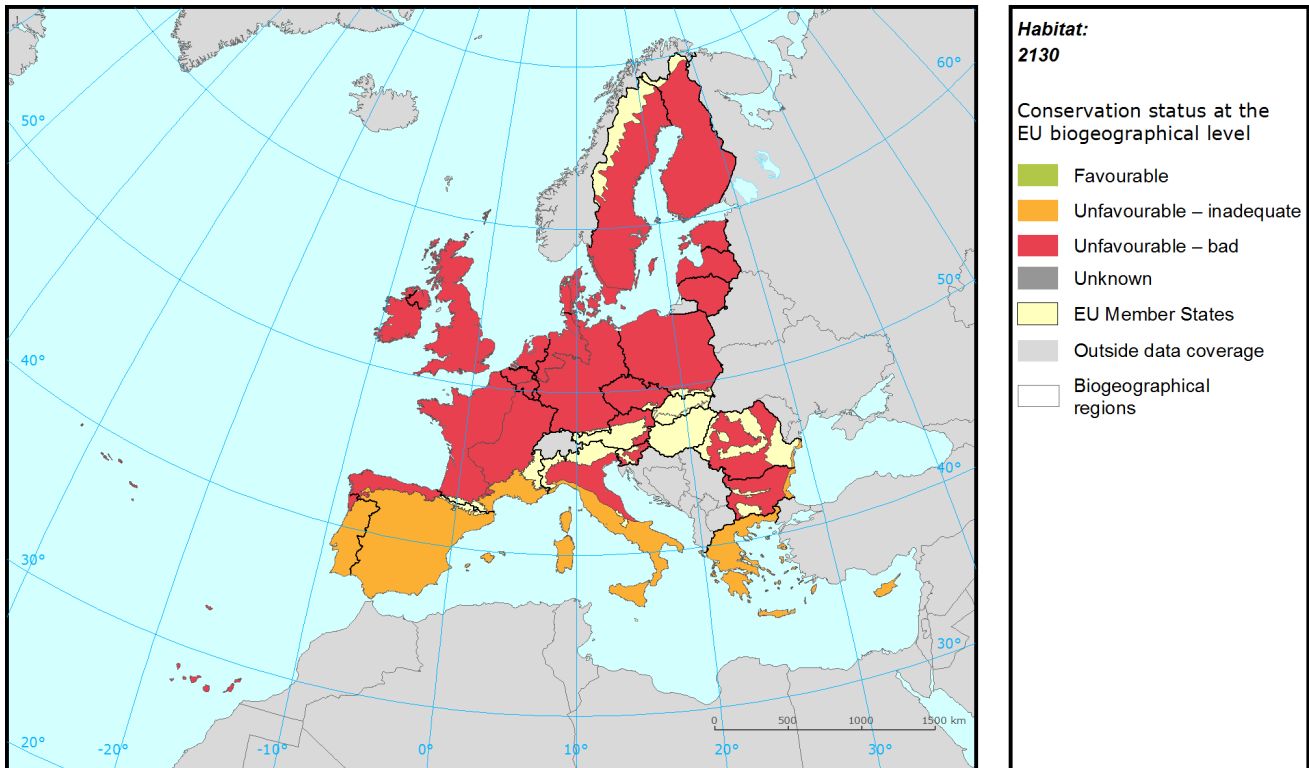 Habitat:
2130
Conservation status at the
EU biogeographical level
Favourable
Unfavourable – inadequate
Unfavourable – bad
Unknown
EU Member States
Outside data coverage
Biogeographical
regions
60°
50°
50°
40°
40°
30°
30°
0 500 1000 1500 km
20° -20° -10° 0° 10° 20° 30°